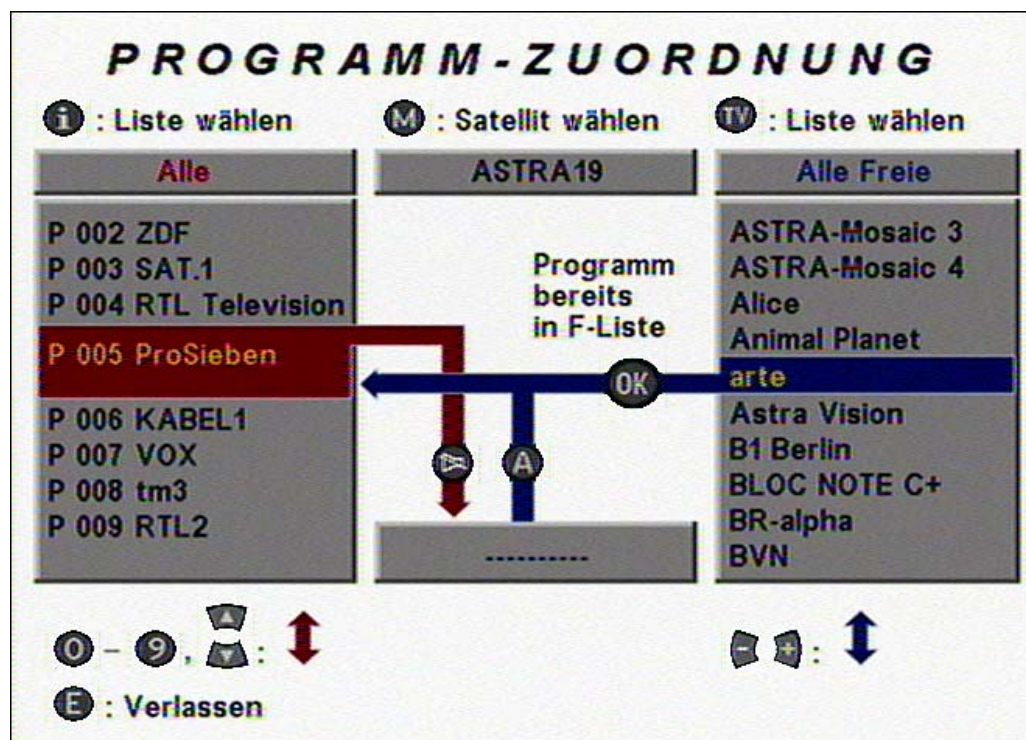 PROGRAMM-ZUORDNUNG
i : Liste wählen
M : Satellit wählen
TV : Liste wählen
Alle
ASTRA19
Alle Freie
P 002 ZDF
P 003 SAT.1
P 004 RTL Television
P 005 ProSieben
P 006 KABEL1
P 007 VOX
P 008 tm3
P 009 RTL2
Programm
bereits
in F-Liste
OK
A
----------
ASTRA-Mosaic 3
ASTRA-Mosaic 4
Alice
Animal Planet
arte
Astra Vision
B1 Berlin
BLOC NOTE C+
BR-alpha
BVN
0 - 9, :
- + :
E : Verlassen